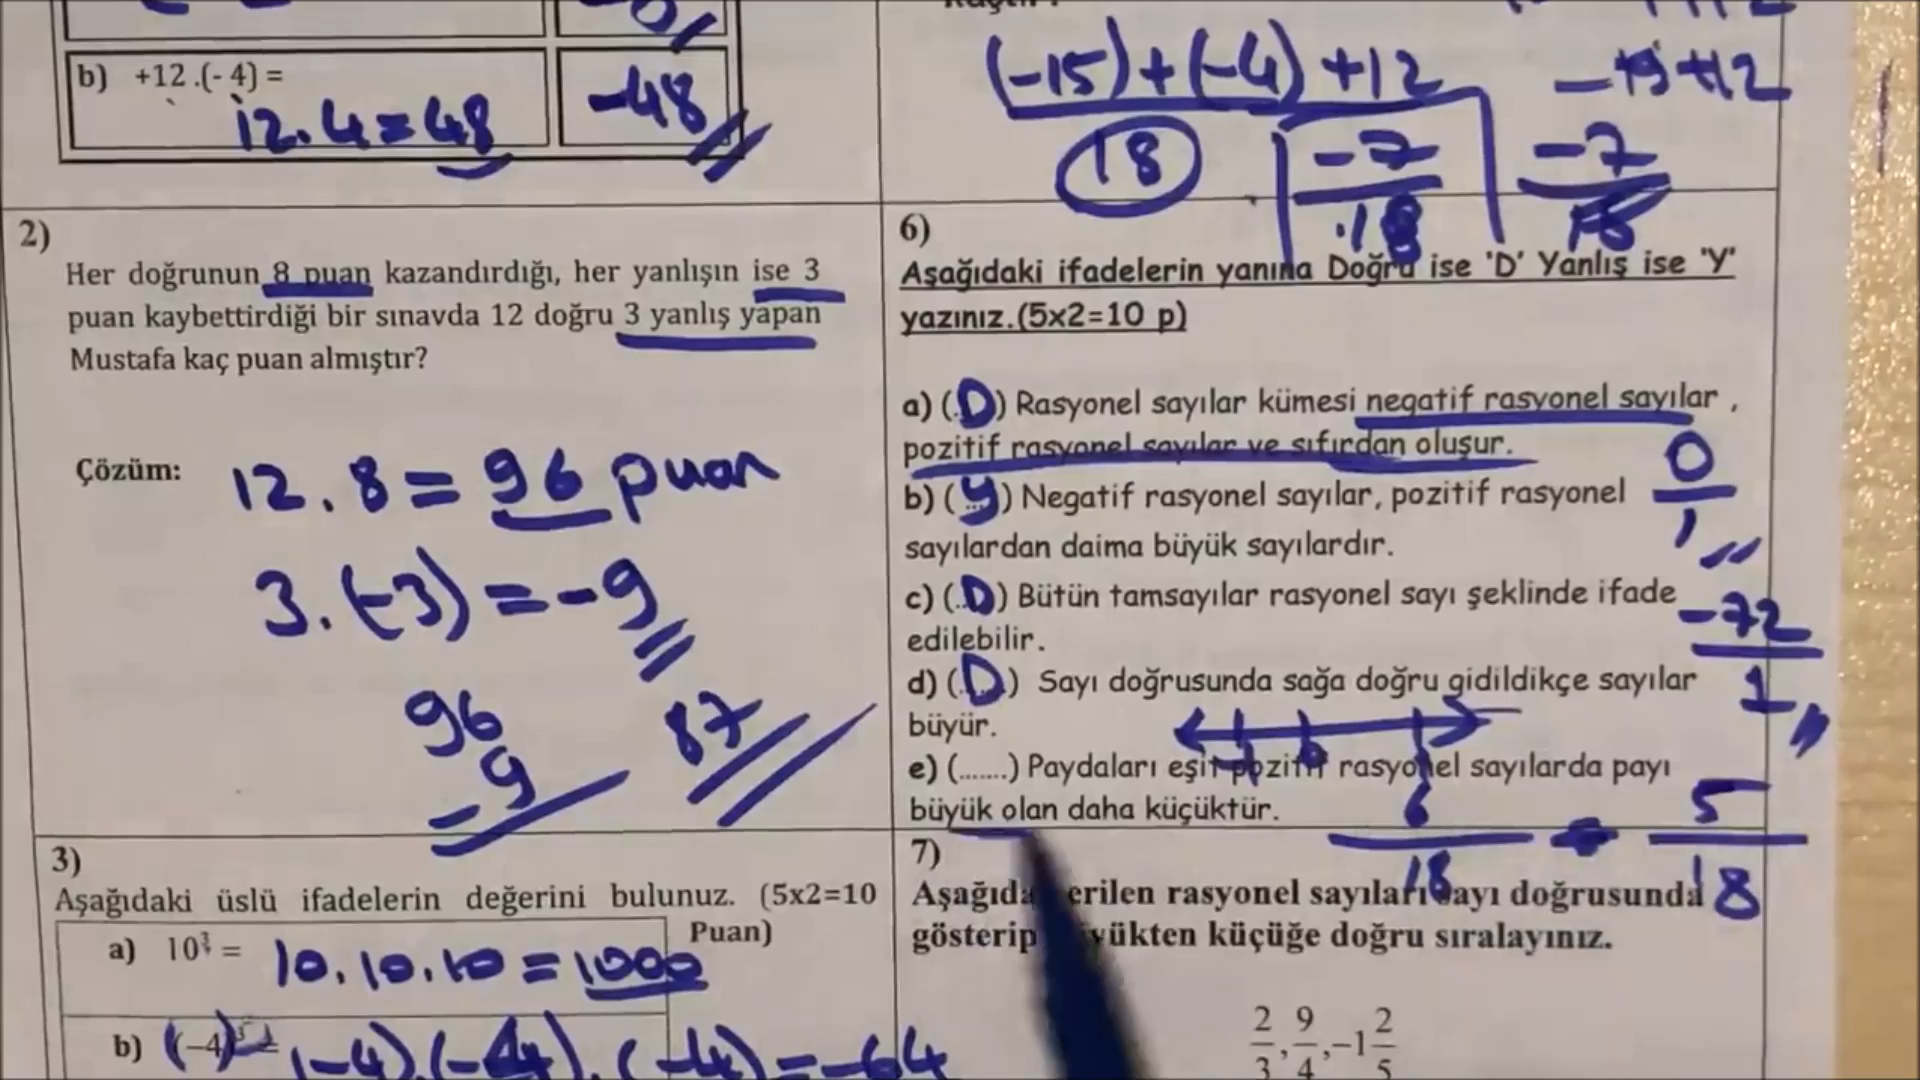 b) +12 .(- 4) =
12. 4 = 48
-48
(-15)+(-4)+12
-19+12
18
-7
18
-7
18
2)
Her doğrunun 8 puan kazandırdığı, her yanlışın ise 3
puan kaybettirdiği bir sınavda 12 doğru 3 yanlış yapan
Mustafa kaç puan almıştır?
Çözüm:
12 . 8 = 96 puan
3. (-3) = -9
96
- 9
87
3)
Aşağıdaki üslü ifadelerin değerini bulunuz. (5x2=10
Puan)
a) 10³ =
10. 10. 10 = 1000
b) (-4)³ =
(-4).(-4).(-4) = -64
6)
Aşağıdaki ifadelerin yanına Doğru ise 'D' Yanlış ise 'Y'
yazınız.(5x2=10 p)
a) (D) Rasyonel sayılar kümesi negatif rasyonel sayılar ,
pozitif rasyonel sayılar ve sıfırdan oluşur.
0
1
b) (Y) Negatif rasyonel sayılar, pozitif rasyonel
sayılardan daima büyük sayılardır.
c) (D) Bütün tamsayılar rasyonel sayı şeklinde ifade
edilebilir.
-72
1
d) (D) Sayı doğrusunda sağa doğru gidildikçe sayılar
büyür.
e) (.......) Paydaları eşit pozitif rasyonel sayılarda payı
büyük olan daha küçüktür.
6
18
5
18
7)
rasyonel sayıları sayı doğrusunda
küçüğe doğru sıralayınız.
2/3, 9/4, -1 2/5